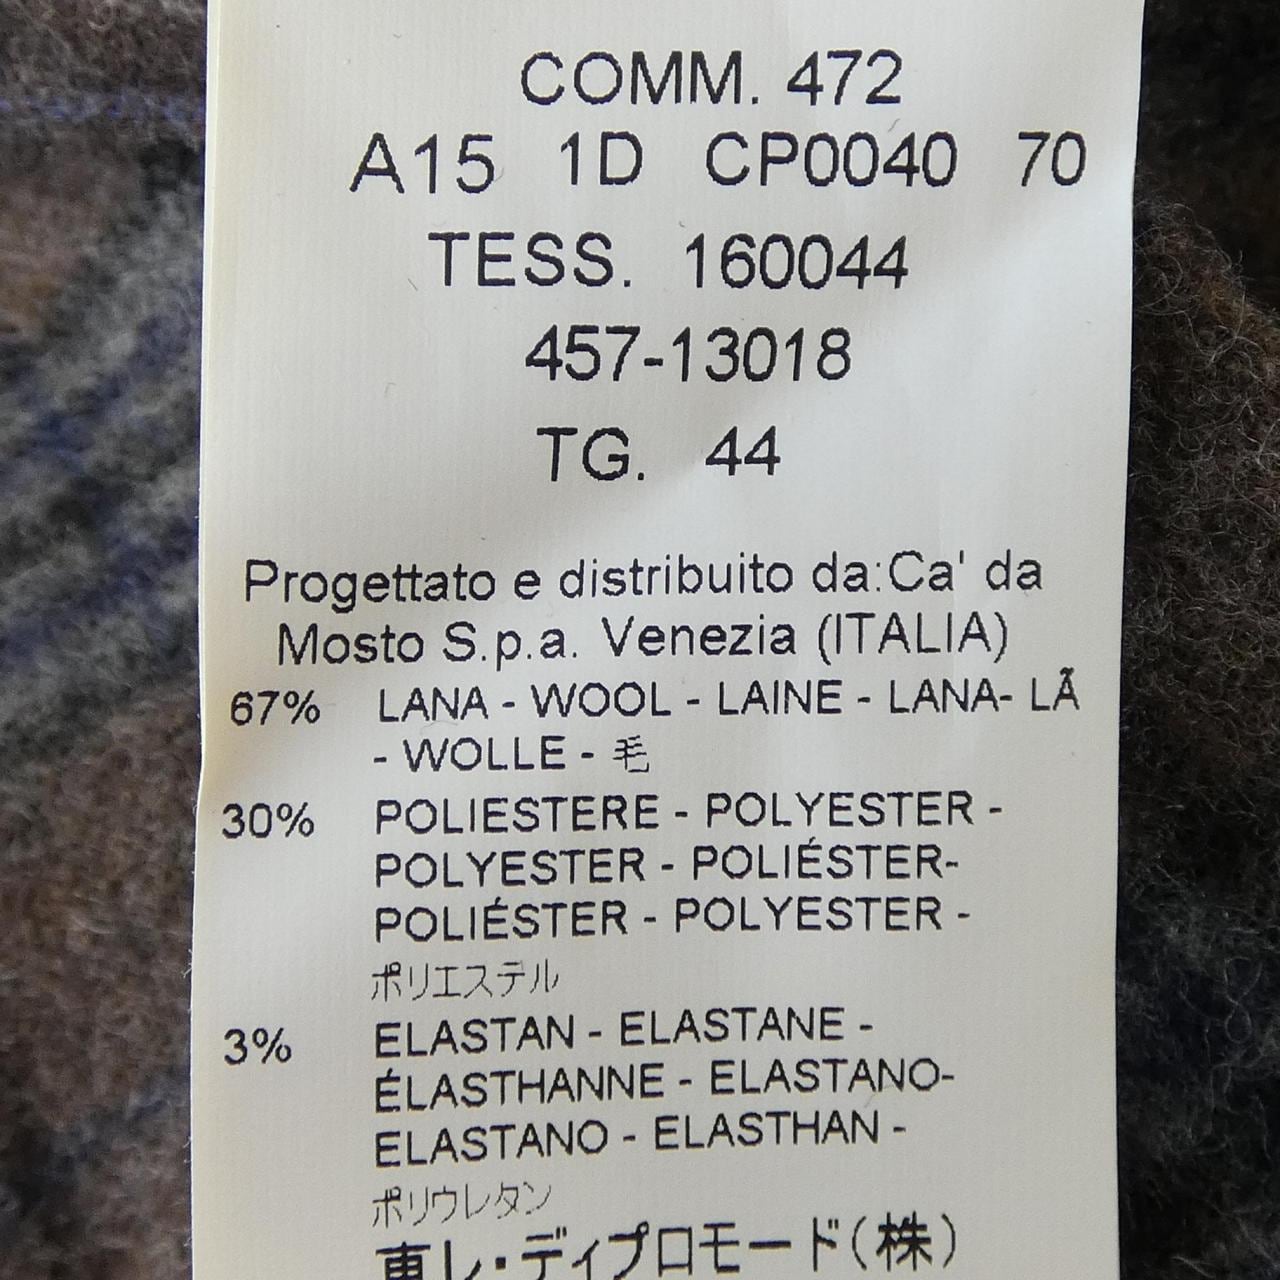 COMM. 472
A15 1D CP0040 70
TESS. 160044
457-13018
TG. 44
Progettato e distribuito da:Ca' da
Mosto S.p.a. Venezia (ITALIA)
67% LANA - WOOL - LAINE - LANA- LÃ
- WOLLE - 毛
30% POLIESTERE - POLYESTER -
POLYESTER - POLIÉSTER-
POLIÉSTER - POLYESTER -
ポリエステル
3% ELASTAN - ELASTANE -
ÉLASTHANNE - ELASTANO-
ELASTANO - ELASTHAN -
ポリウレタン
東レ・ディプロモード(株)